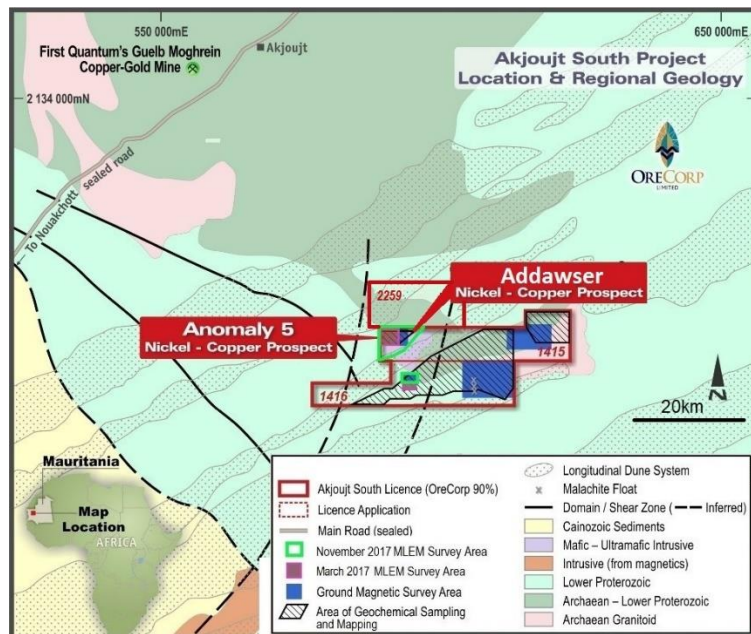 550 000mE
650 000mE
First Quantum's Guelb Moghrein
Copper-Gold Mine
Akjoujt
Akjoujt South Project
Location & Regional Geology
2 134 000mN
ORECORP
LIMITED
To Nouakchott sealed road
2259
Addawser
Nickel - Copper Prospect
Anomaly 5
Nickel - Copper Prospect
1415
1416
N
20km
Mauritania
Map
Location
AFRICA
Akjoujt South Licence (OreCorp 90%)
Licence Application
Main Road (sealed)
November 2017 MLEM Survey Area
March 2017 MLEM Survey Area
Ground Magnetic Survey Area
Area of Geochemical Sampling
and Mapping
Longitudinal Dune System
Malachite Float
Domain / Shear Zone ( Inferred)
Cainozoic Sediments
Mafic – Ultramafic Intrusive
Intrusive (from magnetics)
Lower Proterozoic
Archaean – Lower Proterozoic
Archaean Granitoid